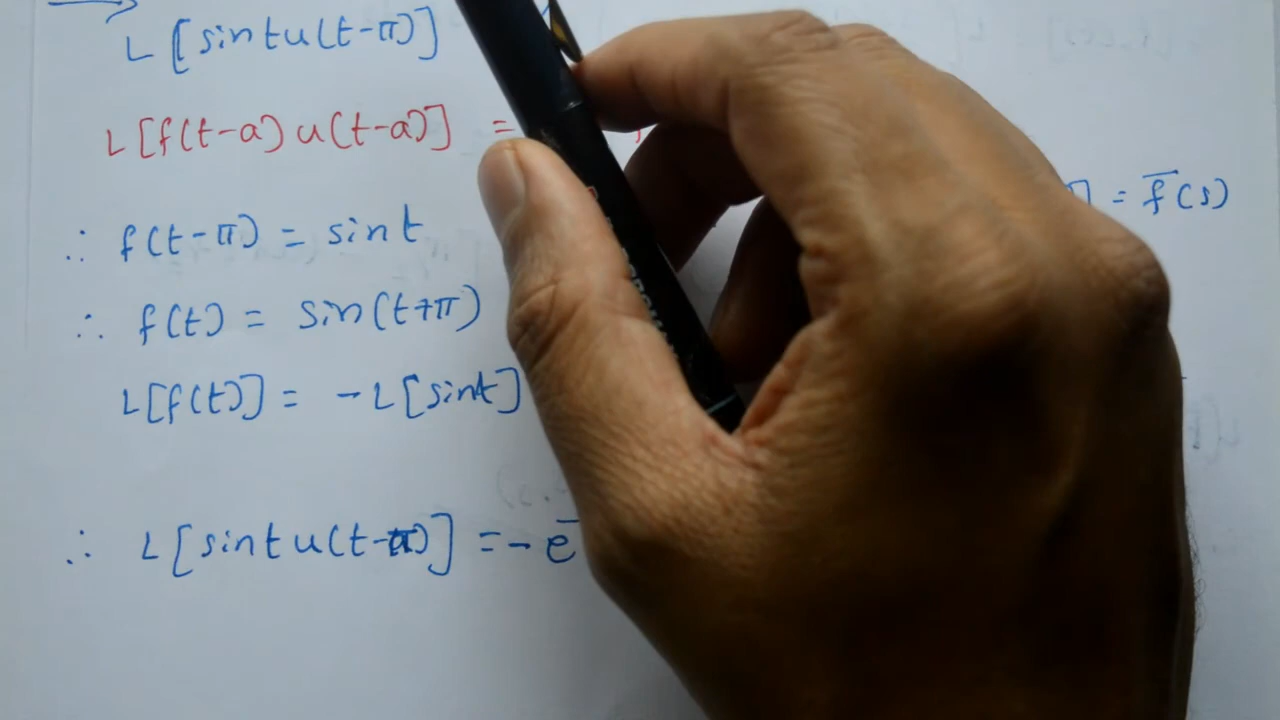 L[sint u(t-π)]
L[f(t-a) u(t-a)] =
] = f̅(s)
∴ f(t-π) = sint
∴ f(t) = sin(t+π)
L[f(t)] = -L[sint]
∴ L[sint u(t-π)] = -e⁻